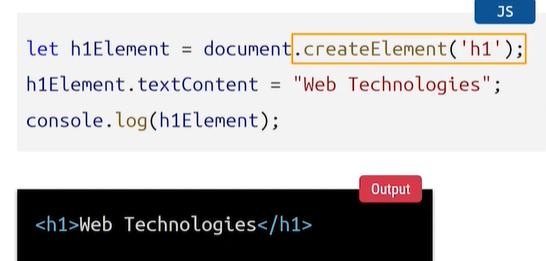 JS
let h1Element = document.createElement('h1');
h1Element.textContent = "Web Technologies";
console.log(h1Element);
Output
<h1>Web Technologies</h1>